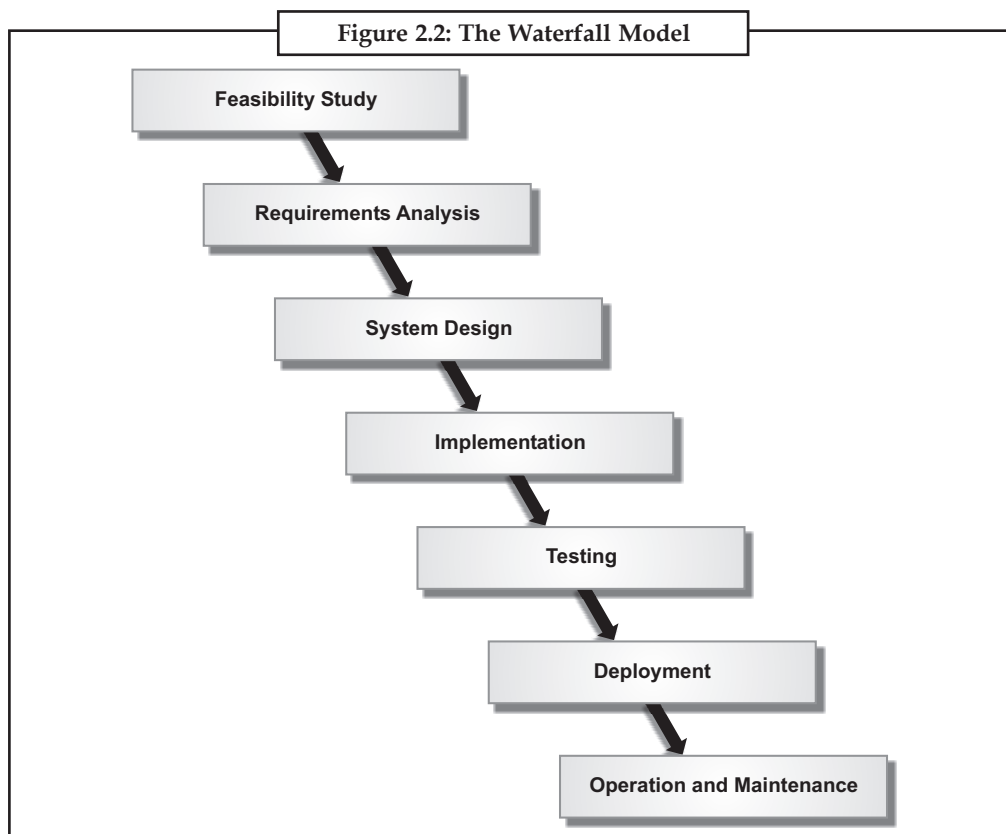 Figure 2.2: The Waterfall Model
Feasibility Study
Requirements Analysis
System Design
Implementation
Testing
Deployment
Operation and Maintenance